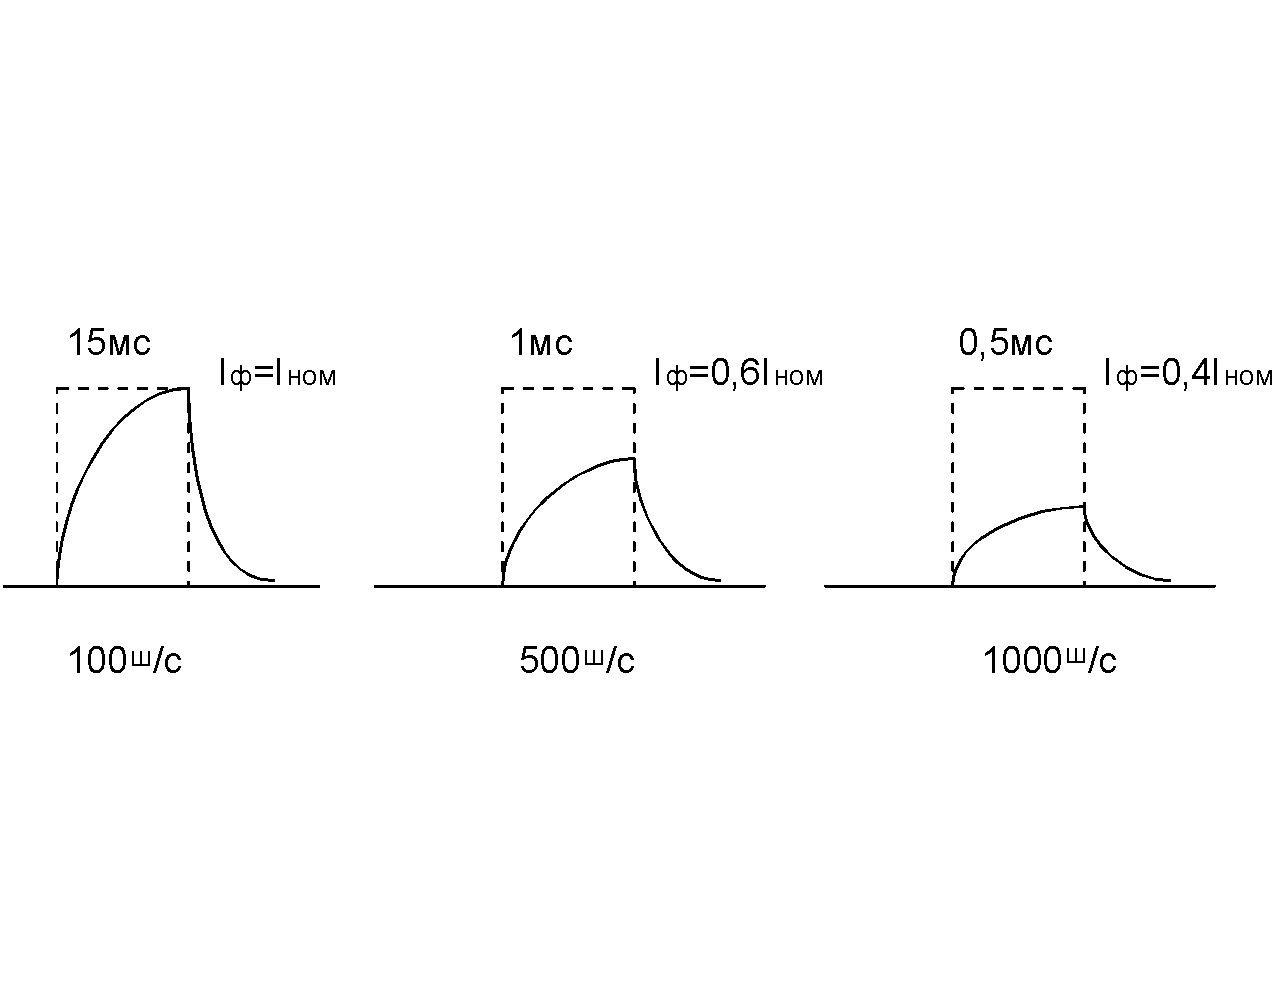 15мс
Iф=Iном
1мс
Iф=0,6Iном
0,5мс
Iф=0,4Iном
100ш/с
500ш/с
1000ш/с